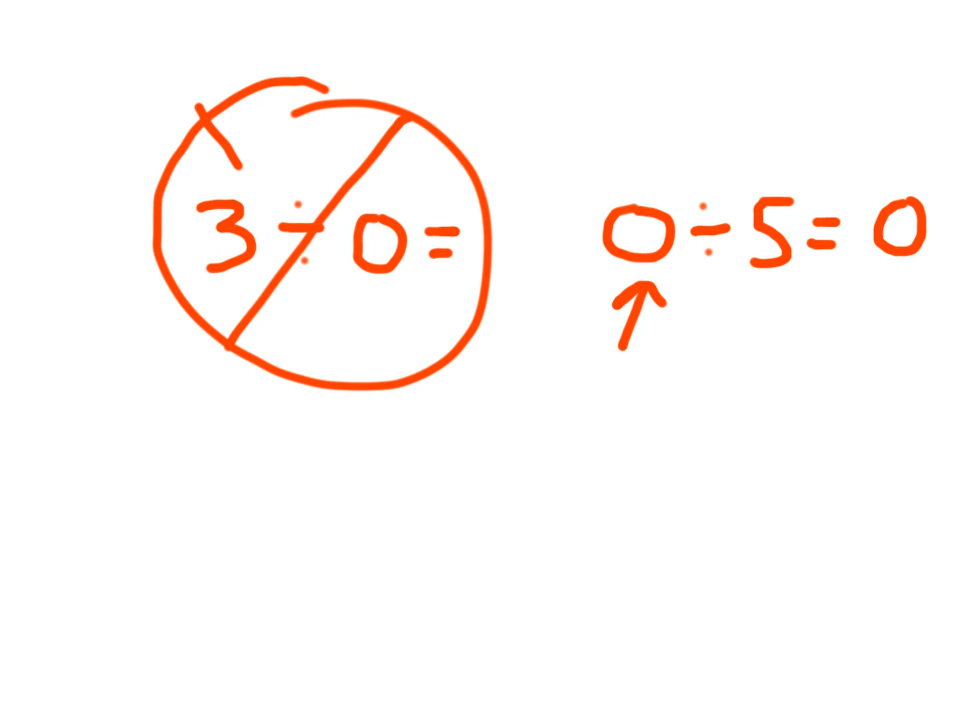 3 ÷ 0 =
0 ÷ 5 = 0